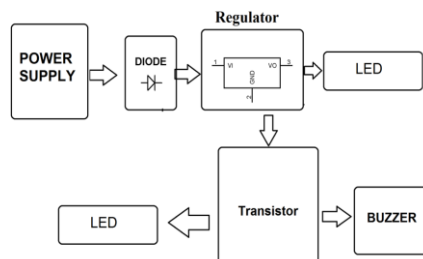 Regulator
POWER
SUPPLY
DIODE
1 VI VO 3
GND
2
LED
LED
Transistor
BUZZER